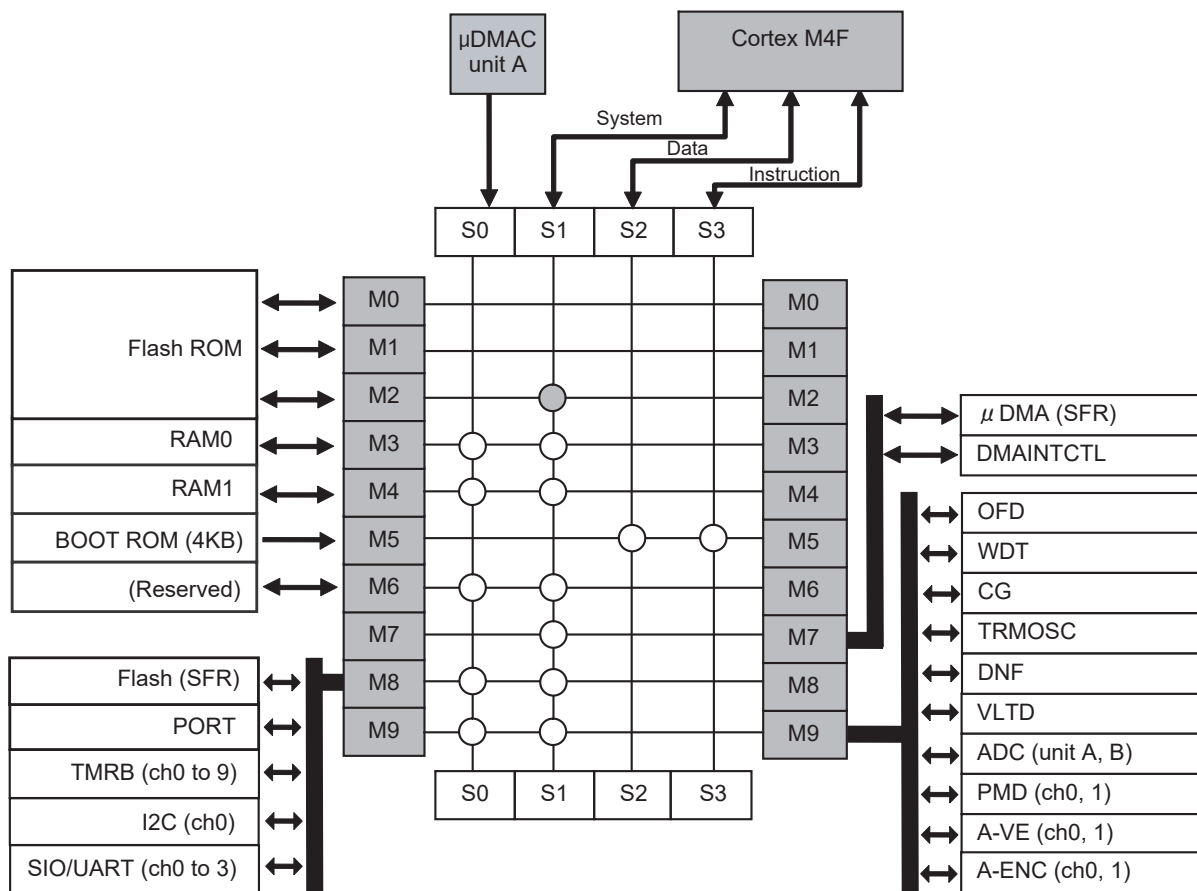 µDMAC
unit A
Cortex M4F
System
Data
Instruction
S0 S1 S2 S3
Flash ROM
RAM0
RAM1
BOOT ROM (4KB)
(Reserved)
M0
M1
M2
M3
M4
M5
M6
M7
M8
M9
M0
M1
M2
M3
M4
M5
M6
M7
M8
M9
μ DMA (SFR)
DMAINTCTL
OFD
WDT
CG
TRMOSC
DNF
VLTD
ADC (unit A, B)
PMD (ch0, 1)
A-VE (ch0, 1)
A-ENC (ch0, 1)
Flash (SFR)
PORT
TMRB (ch0 to 9)
I2C (ch0)
SIO/UART (ch0 to 3)
S0 S1 S2 S3